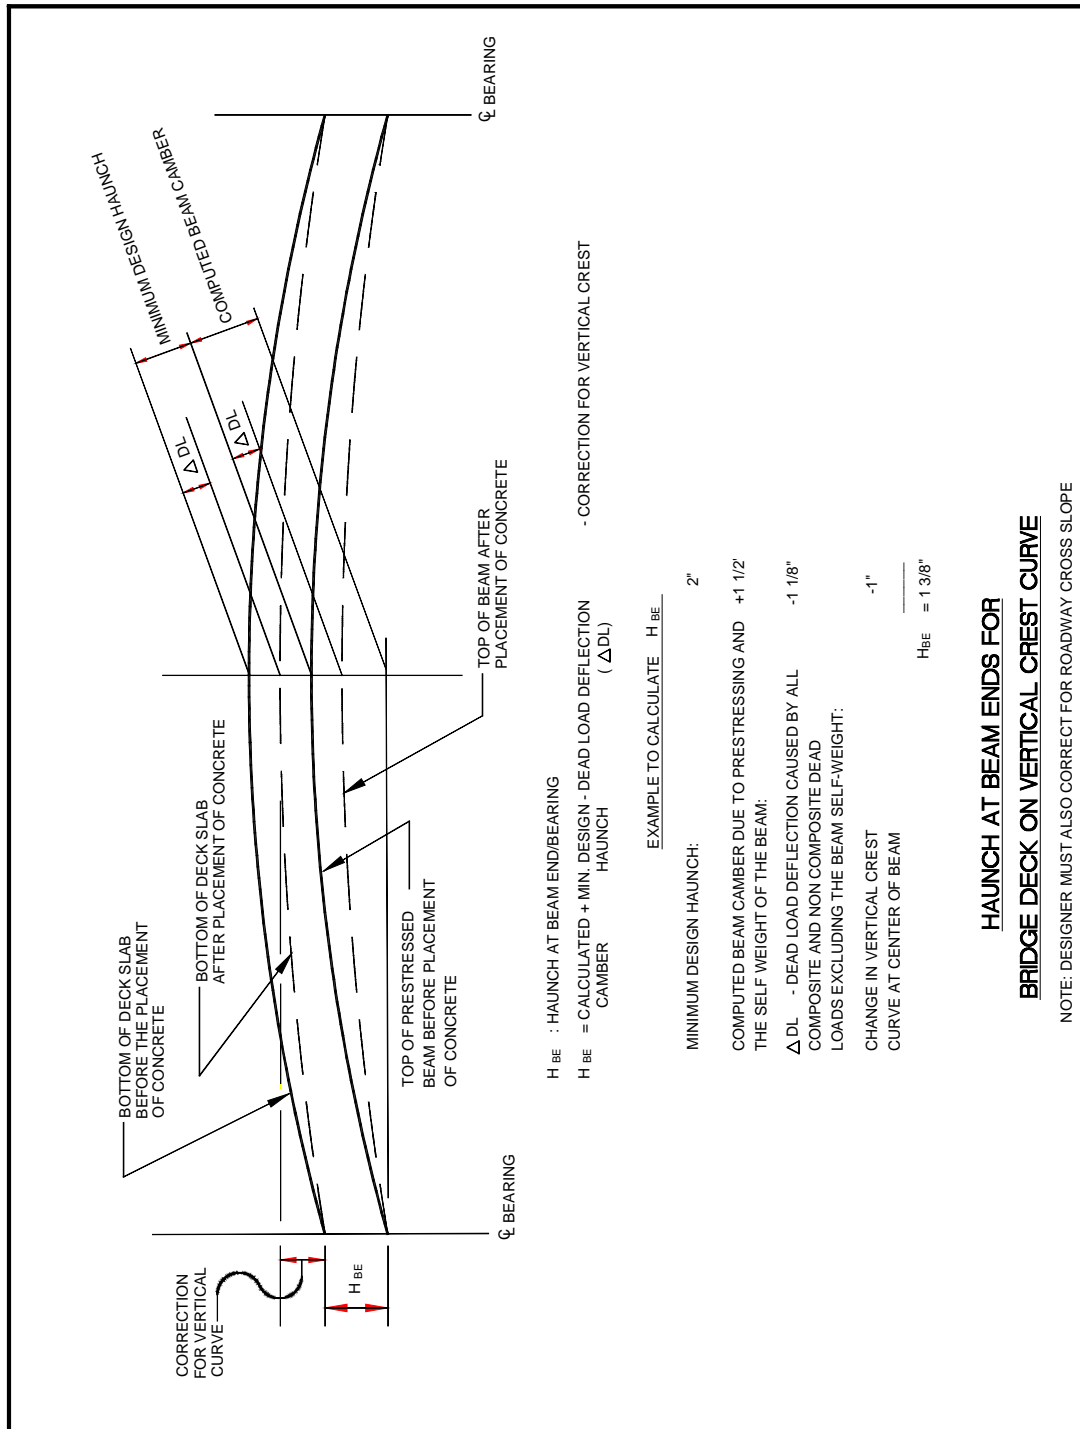 CORRECTION
FOR VERTICAL
CURVE
H BE
℄ BEARING
BOTTOM OF DECK SLAB
BEFORE THE PLACEMENT
OF CONCRETE
BOTTOM OF DECK SLAB
AFTER PLACEMENT OF CONCRETE
TOP OF PRESTRESSED
BEAM BEFORE PLACEMENT
OF CONCRETE
TOP OF BEAM AFTER
PLACEMENT OF CONCRETE
△ DL
△ DL
MINIMUM DESIGN HAUNCH
COMPUTED BEAM CAMBER
℄ BEARING
H BE : HAUNCH AT BEAM END/BEARING
H BE = CALCULATED + MIN. DESIGN - DEAD LOAD DEFLECTION - CORRECTION FOR VERTICAL CREST
CAMBER HAUNCH ( △DL)
EXAMPLE TO CALCULATE H BE
MINIMUM DESIGN HAUNCH: 2"
COMPUTED BEAM CAMBER DUE TO PRESTRESSING AND +1 1/2'
THE SELF WEIGHT OF THE BEAM:
△ DL - DEAD LOAD DEFLECTION CAUSED BY ALL -1 1/8"
COMPOSITE AND NON COMPOSITE DEAD
LOADS EXCLUDING THE BEAM SELF-WEIGHT:
CHANGE IN VERTICAL CREST -1"
CURVE AT CENTER OF BEAM
HBE = 1 3/8"
HAUNCH AT BEAM ENDS FOR
BRIDGE DECK ON VERTICAL CREST CURVE
NOTE: DESIGNER MUST ALSO CORRECT FOR ROADWAY CROSS SLOPE